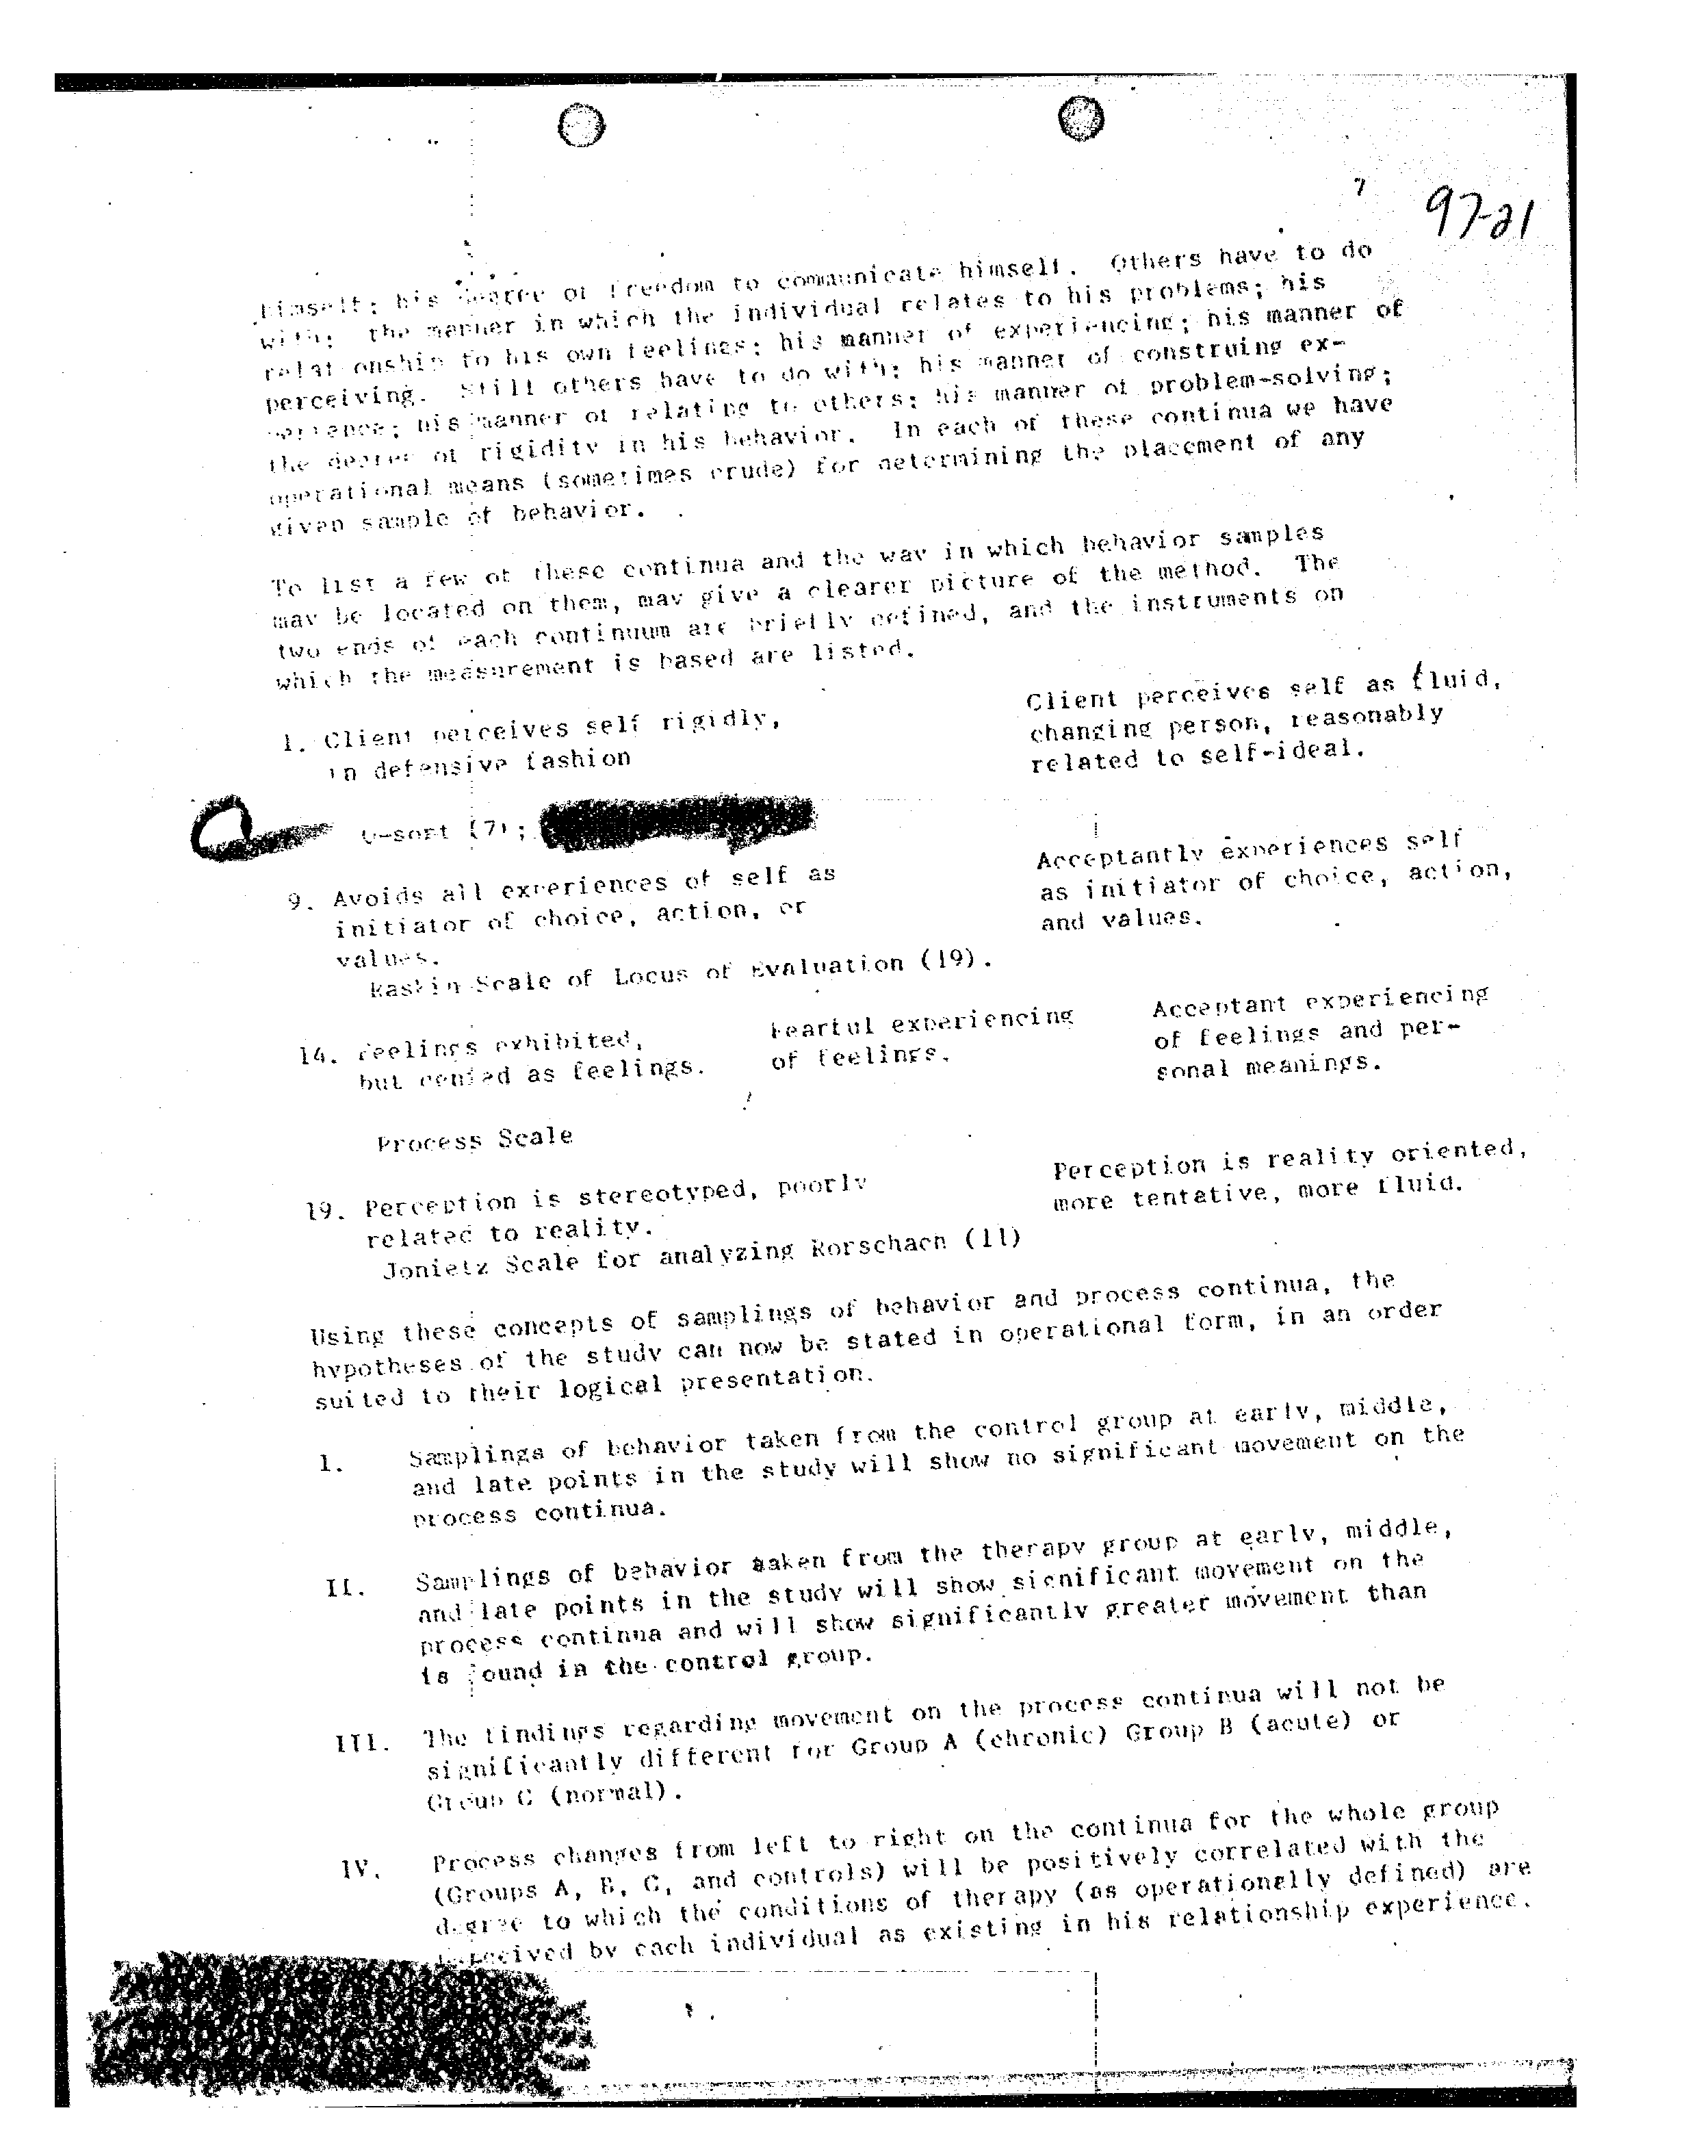 7
97-21
himself; his degree of freedom to communicate himself. Others have to do
with: the manner in which the individual relates to his problems; his
relationship to his own feelings; his manner of experiencing; his manner of
perceiving. Still others have to do with: his manner of construing ex-
perience; his manner of relating to others; his manner of problem-solving;
the degree of rigidity in his behavior. In each of these continua we have
operational means (sometimes crude) for determining the placement of any
given sample of behavior.
To list a few of these continua and the way in which behavior samples
may be located on them, may give a clearer picture of the method. The
two ends of each continuum are briefly defined, and the instruments on
which the measurement is based are listed.
1. Client perceives self rigidly,
in defensive fashion
Client perceives self as fluid,
changing person, reasonably
related to self-ideal.
Q-sort (7);
9. Avoids all experiences of self as
initiator of choice, action, or
values.
Acceptantly experiences self
as initiator of choice, action,
and values.
Raskin Scale of Locus of Evaluation (19).
14. Feelings exhibited,
but denied as feelings.
Fearful experiencing
of feelings.
Acceptant experiencing
of feelings and per-
sonal meanings.
Process Scale
19. Perception is stereotyped, poorly
related to reality.
Perception is reality oriented,
more tentative, more fluid.
Jonietz Scale for analyzing Rorschach (11)
Using these concepts of samplings of behavior and process continua, the
hypotheses of the study can now be stated in operational form, in an order
suited to their logical presentation.
I. Samplings of behavior taken from the control group at early, middle,
and late points in the study will show no significant movement on the
process continua.
II. Samplings of behavior aaken from the therapy group at early, middle,
and late points in the study will show significant movement on the
process continua and will show significantly greater movement than
is found in the control group.
III. The findings regarding movement on the process continua will not be
significantly different for Group A (chronic) Group B (acute) or
Group C (normal).
IV. Process changes from left to right on the continua for the whole group
(Groups A, B, C, and controls) will be positively correlated with the
degree to which the conditions of therapy (as operationally defined) are
perceived by each individual as existing in his relationship experience.